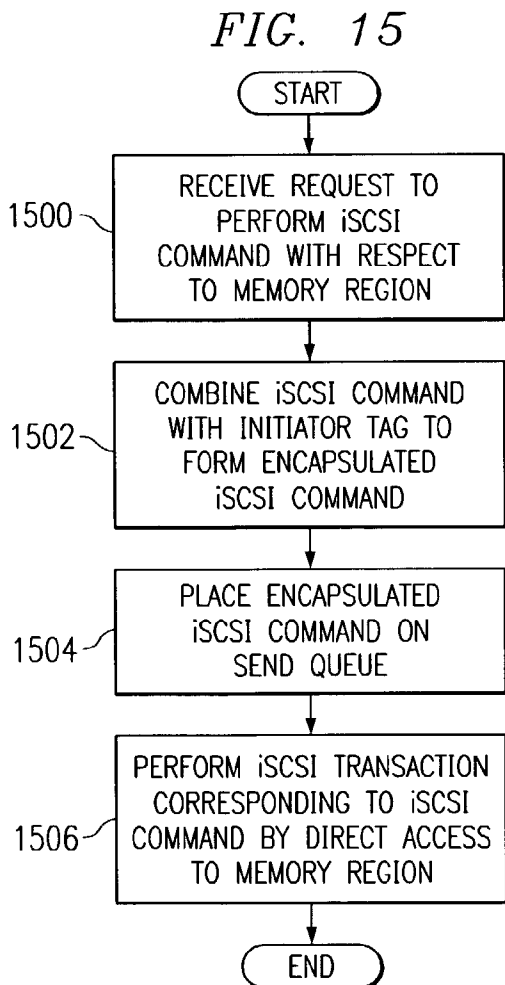 FIG. 15
START
1500
RECEIVE REQUEST TO
PERFORM iSCSI
COMMAND WITH RESPECT
TO MEMORY REGION
1502
COMBINE iSCSI COMMAND
WITH INITIATOR TAG TO
FORM ENCAPSULATED
iSCSI COMMAND
1504
PLACE ENCAPSULATED
iSCSI COMMAND ON
SEND QUEUE
1506
PERFORM iSCSI TRANSACTION
CORRESPONDING TO iSCSI
COMMAND BY DIRECT ACCESS
TO MEMORY REGION
END